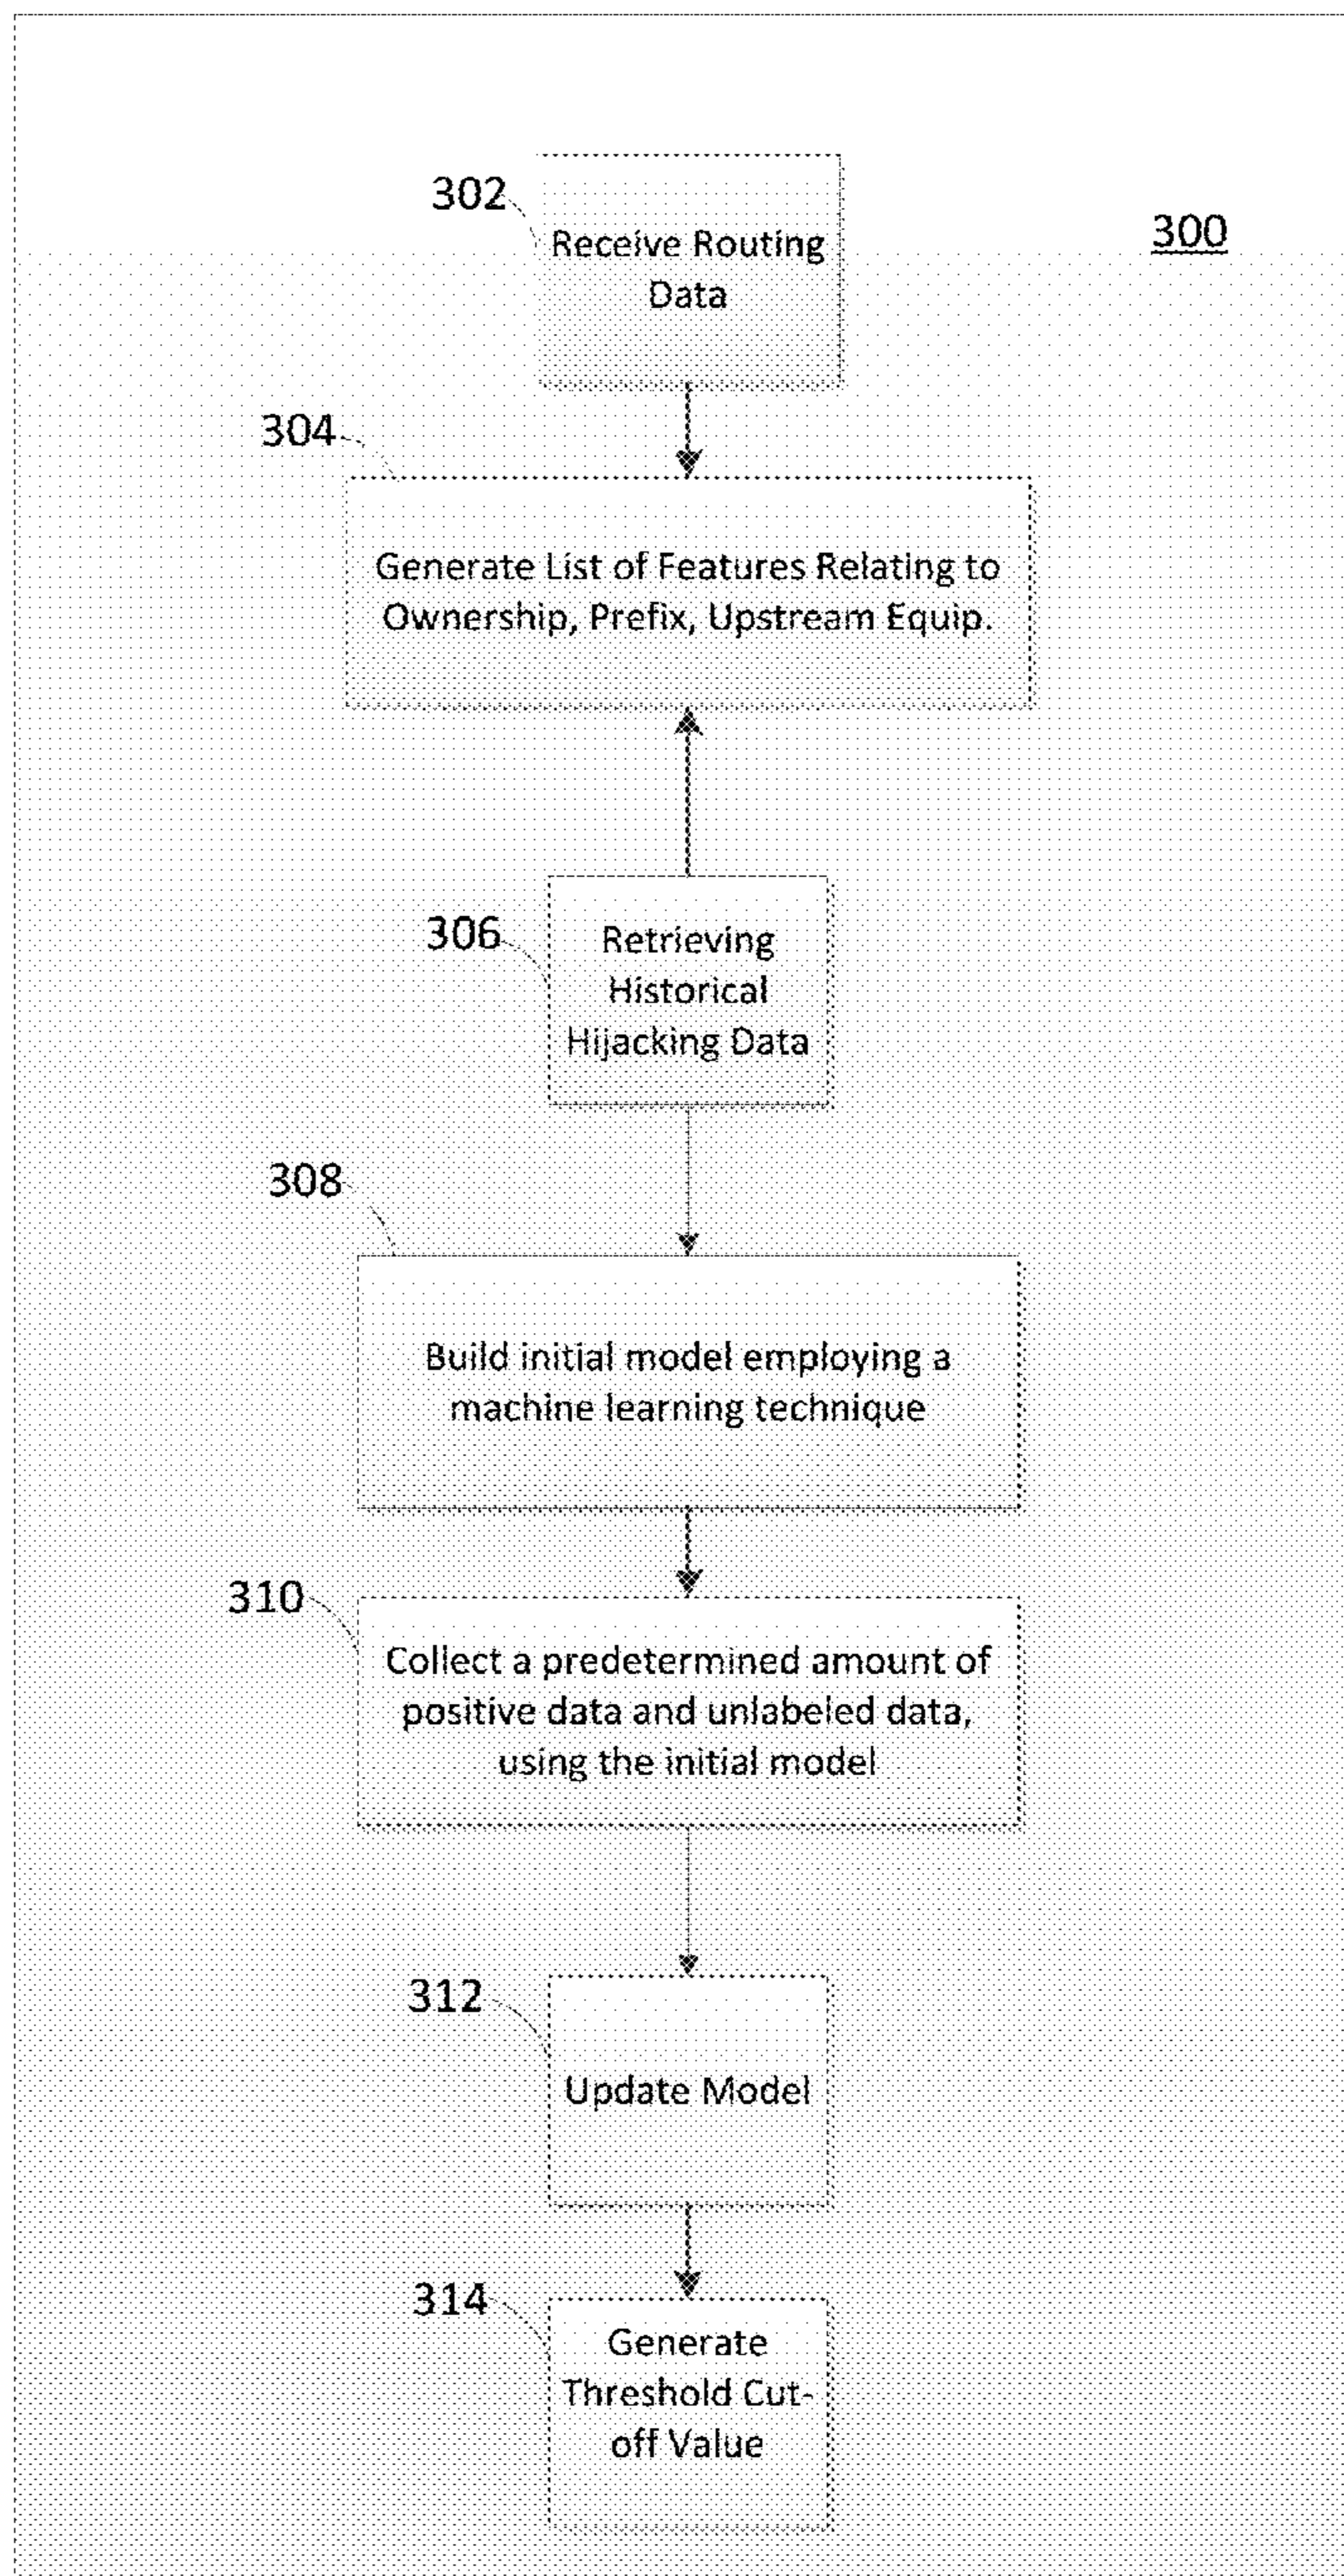 302
Receive Routing
Data
300
304
Generate List of Features Relating to
Ownership, Prefix, Upstream Equip.
306
Retrieving
Historical
Hijacking Data
308
Build initial model employing a
machine learning technique
310
Collect a predetermined amount of
positive data and unlabeled data,
using the initial model
312
Update Model
314
Generate
Threshold Cut-
off Value